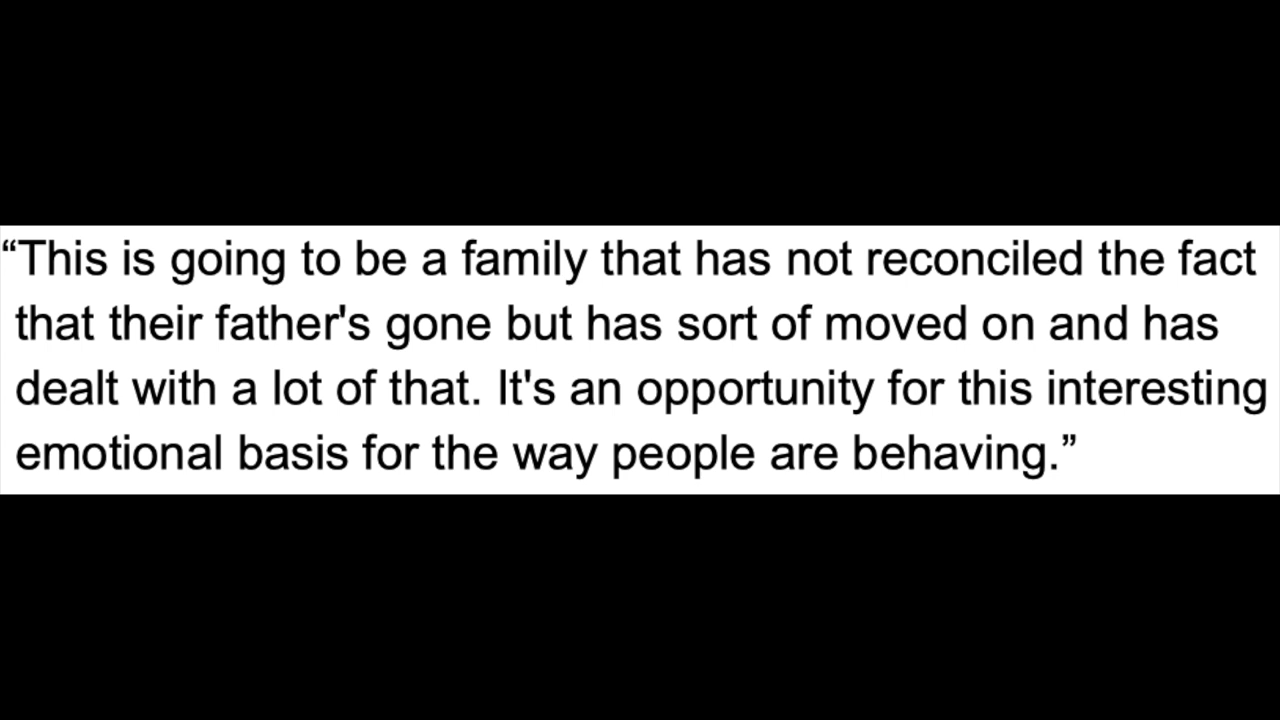 “This is going to be a family that has not reconciled the fact
that their father's gone but has sort of moved on and has
dealt with a lot of that. It's an opportunity for this interesting
emotional basis for the way people are behaving.”